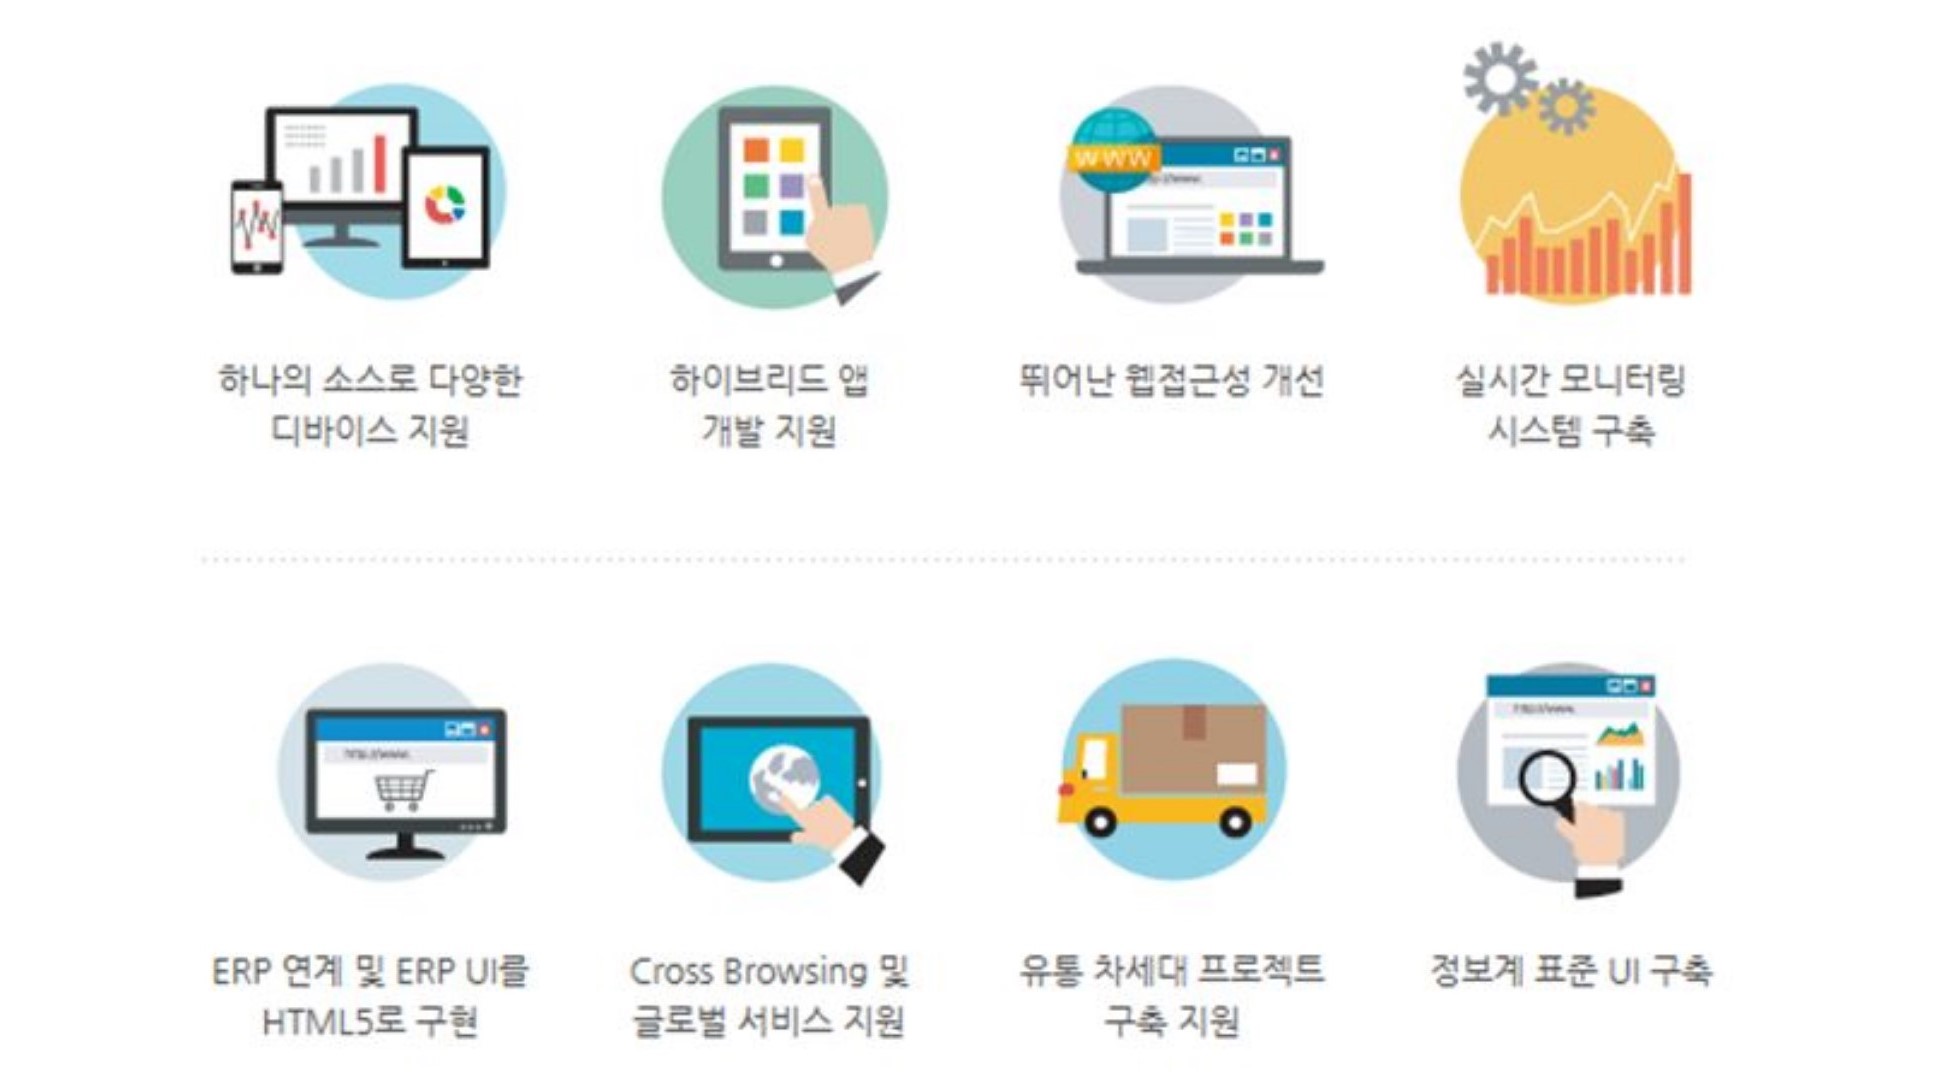 WWW
하나의 소스로 다양한
디바이스 지원
하이브리드 앱
개발 지원
뛰어난 웹접근성 개선
실시간 모니터링
시스템 구축
ERP 연계 및 ERP UI를
HTML5로 구현
Cross Browsing 및
글로벌 서비스 지원
유통 차세대 프로젝트
구축 지원
정보계 표준 UI 구축